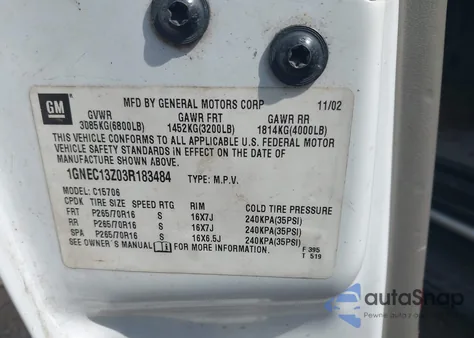 GM
MFD BY GENERAL MOTORS CORP 11/02
GVWR GAWR FRT GAWR RR
3085KG(6800LB) 1452KG(3200LB) 1814KG(4000LB)
THIS VEHICLE CONFORMS TO ALL APPLICABLE U.S. FEDERAL MOTOR
VEHICLE SAFETY STANDARDS IN EFFECT ON THE DATE OF
MANUFACTURE SHOWN ABOVE.
1GNEC13Z03R183484 TYPE: M.P.V.
MODEL: C15706
CPDK TIRE SIZE SPEED RTG RIM COLD TIRE PRESSURE
FRT P265/70R16 S 16X7J 240KPA(35PSI)
RR P265/70R16 S 16X7J 240KPA(35PSI)
SPA P265/70R16 S 16X6.5J 240KPA(35PSI)
SEE OWNER'S MANUAL i FOR MORE INFORMATION.
F 395
T 519
autoSnap